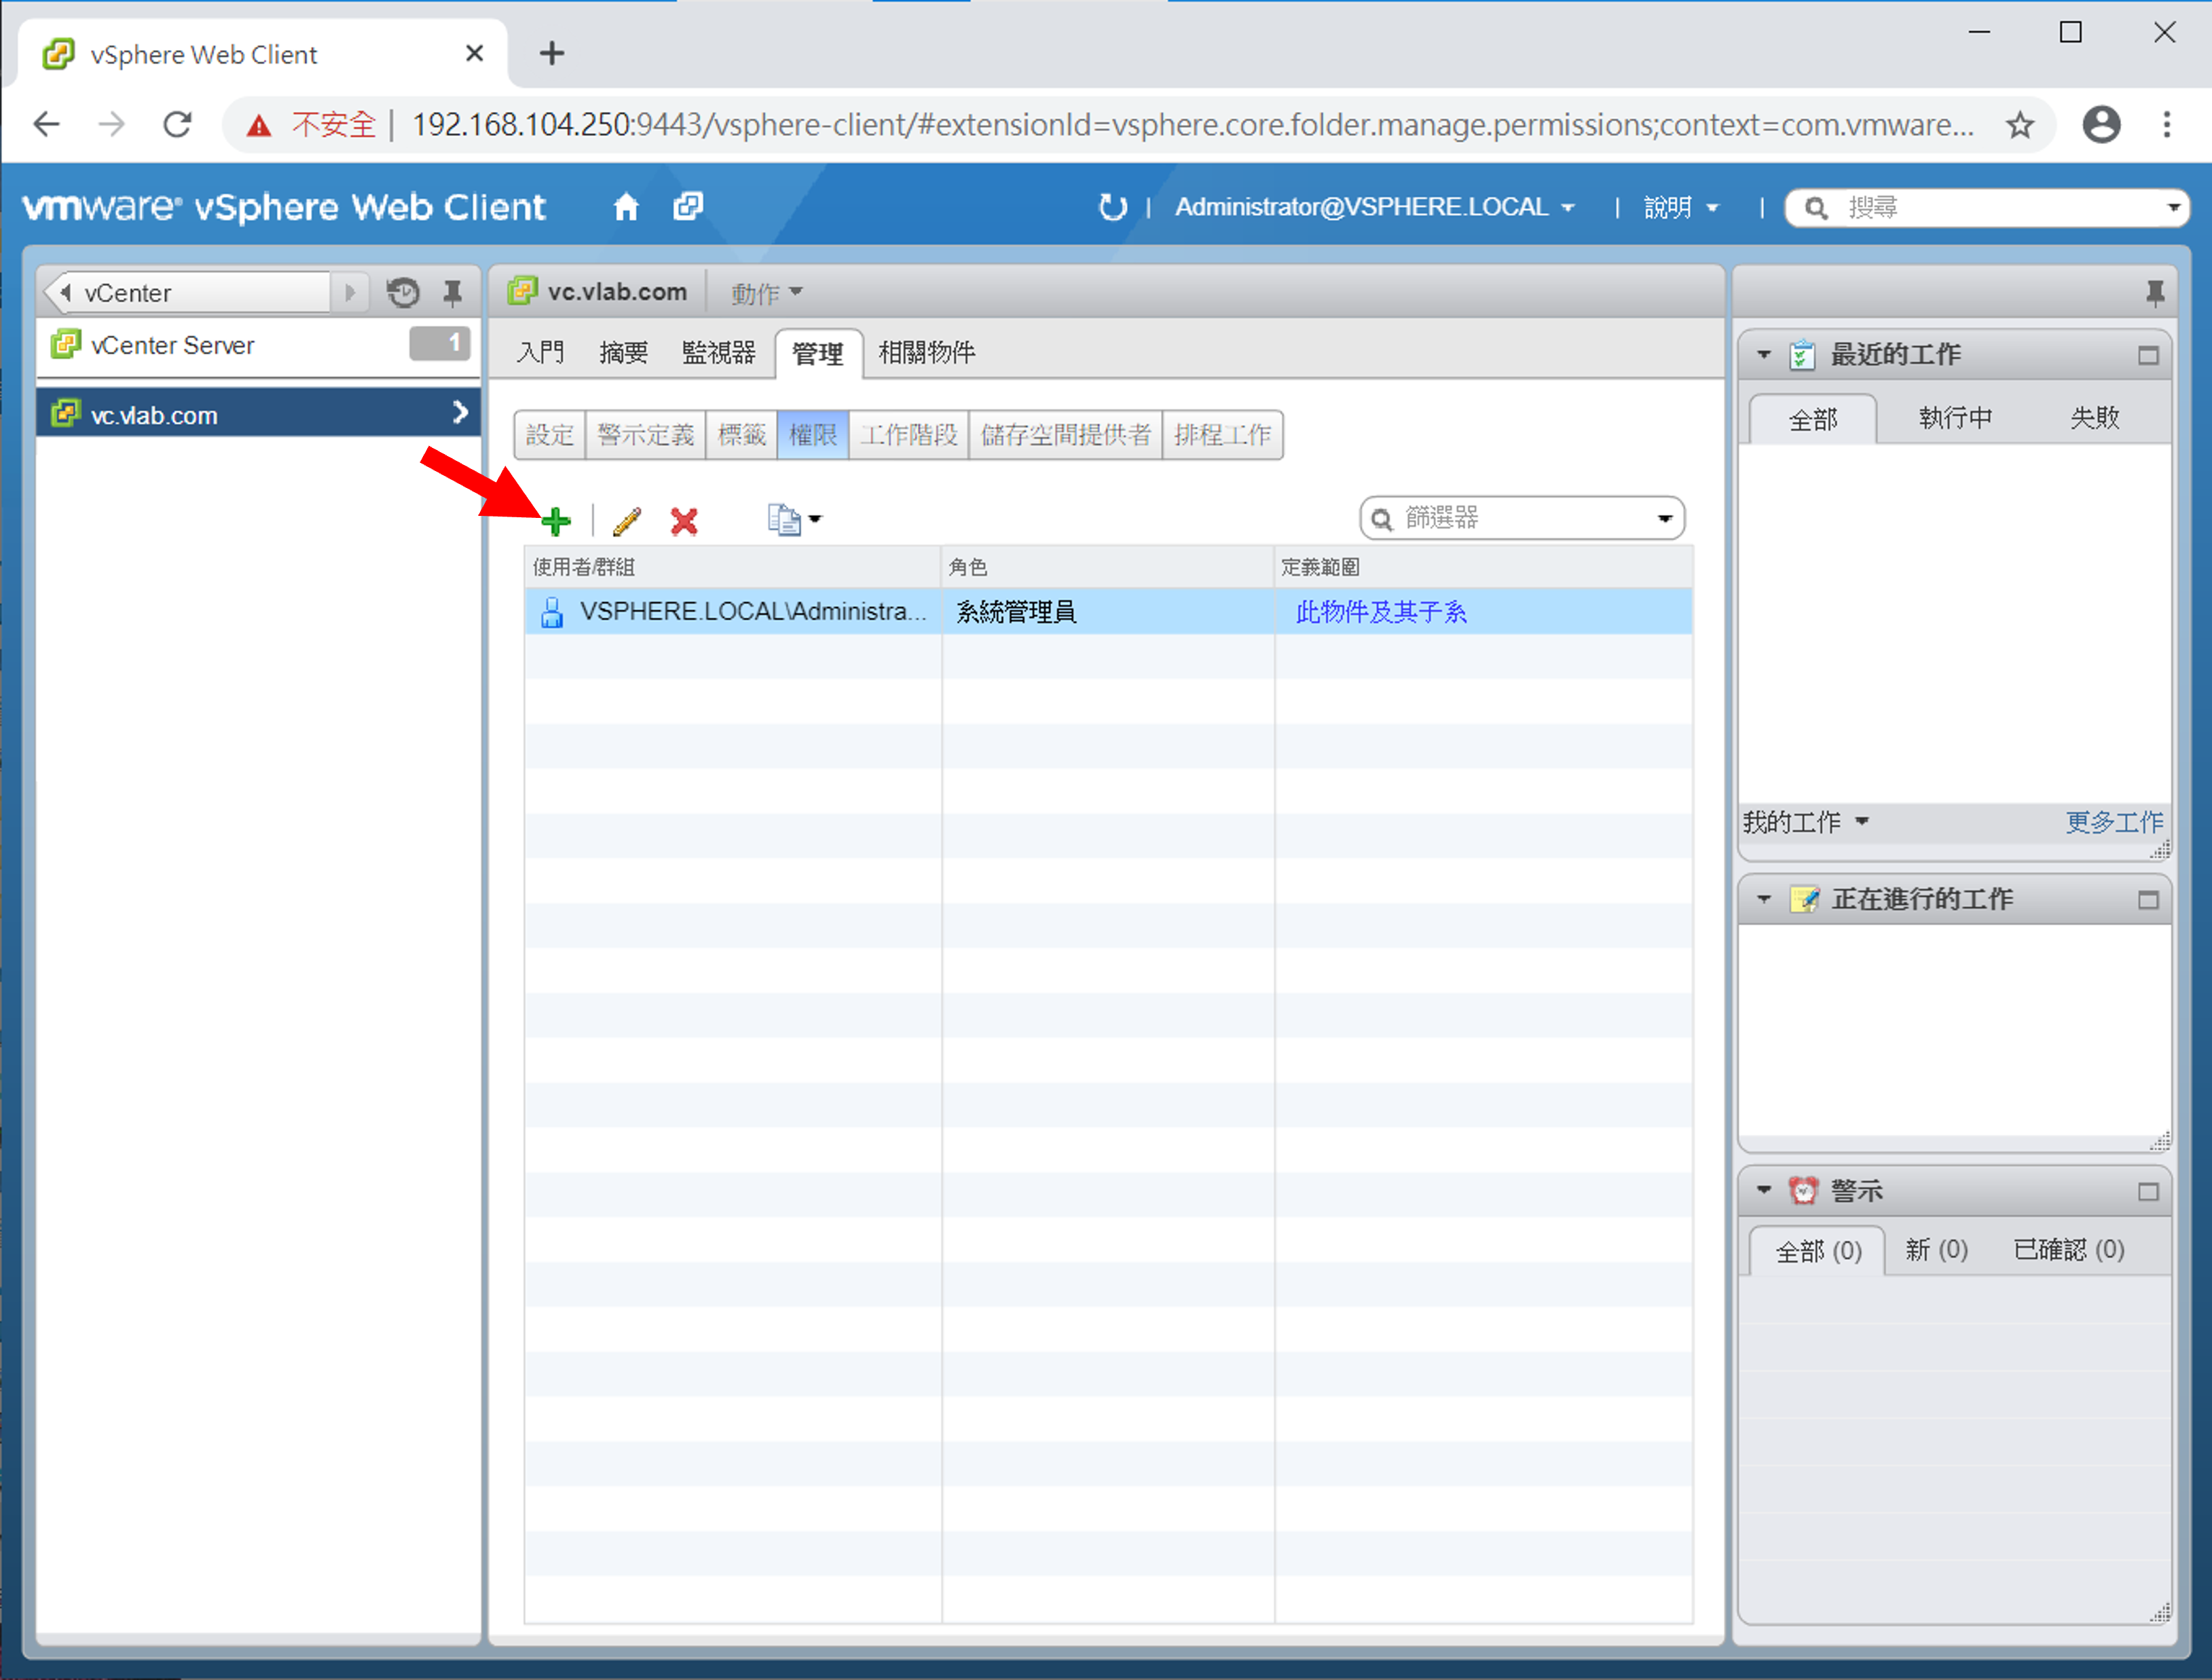 vSphere Web Client
不安全 | 192.168.104.250:9443/vsphere-client/#extensionId=vsphere.core.folder.manage.permissions;context=com.vmware...
vmware® vSphere Web Client
Administrator@VSPHERE.LOCAL
說明
搜尋
vCenter
vCenter Server
1
vc.vlab.com
vc.vlab.com
動作
入門 摘要 監視器 管理 相關物件
設定 警示定義 標籤 權限 工作階段 儲存空間提供者 排程工作
篩選器
使用者/群組 角色 定義範圍
VSPHERE.LOCAL\Administra... 系統管理員 此物件及其子系
最近的工作
全部 執行中 失敗
我的工作 更多工作
正在進行的工作
警示
全部 (0) 新 (0) 已確認 (0)